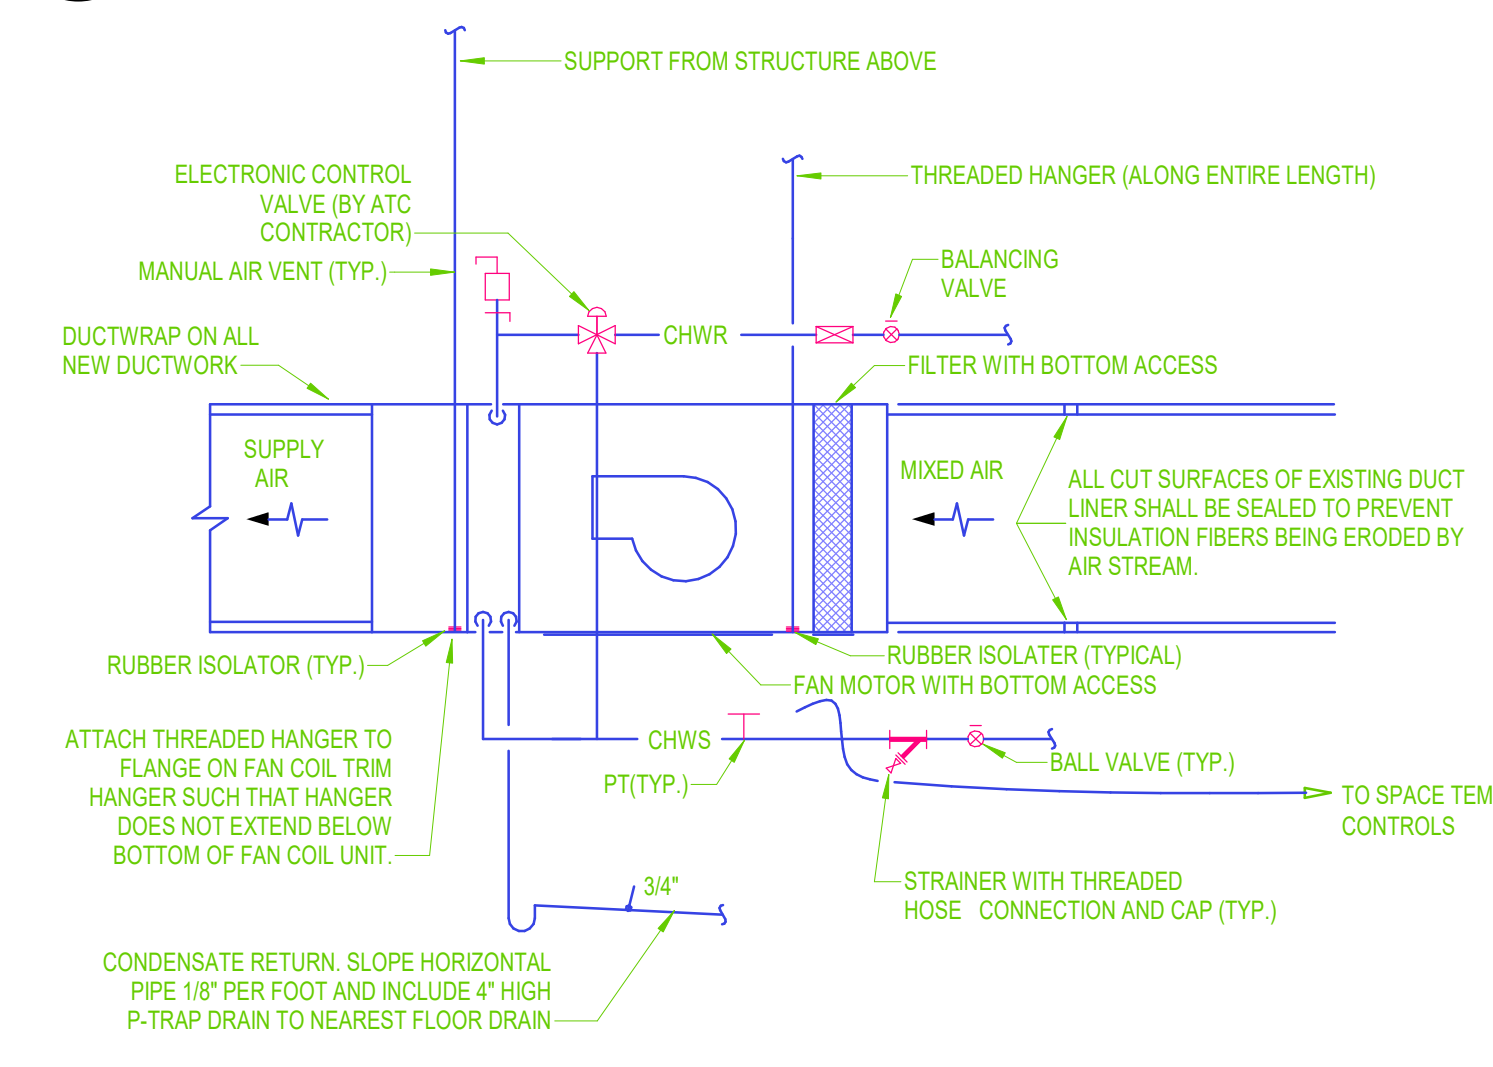 SUPPORT FROM STRUCTURE ABOVE
ELECTRONIC CONTROL
VALVE (BY ATC
CONTRACTOR)
THREADED HANGER (ALONG ENTIRE LENGTH)
MANUAL AIR VENT (TYP.)
BALANCING
VALVE
DUCTWRAP ON ALL
NEW DUCTWORK
CHWR
FILTER WITH BOTTOM ACCESS
SUPPLY
AIR
MIXED AIR
ALL CUT SURFACES OF EXISTING DUCT
LINER SHALL BE SEALED TO PREVENT
INSULATION FIBERS BEING ERODED BY
AIR STREAM.
RUBBER ISOLATOR (TYP.)
RUBBER ISOLATER (TYPICAL)
FAN MOTOR WITH BOTTOM ACCESS
ATTACH THREADED HANGER TO
FLANGE ON FAN COIL TRIM
HANGER SUCH THAT HANGER
DOES NOT EXTEND BELOW
BOTTOM OF FAN COIL UNIT.
CHWS
PT(TYP.)
BALL VALVE (TYP.)
TO SPACE TEM
CONTROLS
STRAINER WITH THREADED
HOSE CONNECTION AND CAP (TYP.)
3/4"
CONDENSATE RETURN. SLOPE HORIZONTAL
PIPE 1/8" PER FOOT AND INCLUDE 4" HIGH
P-TRAP DRAIN TO NEAREST FLOOR DRAIN